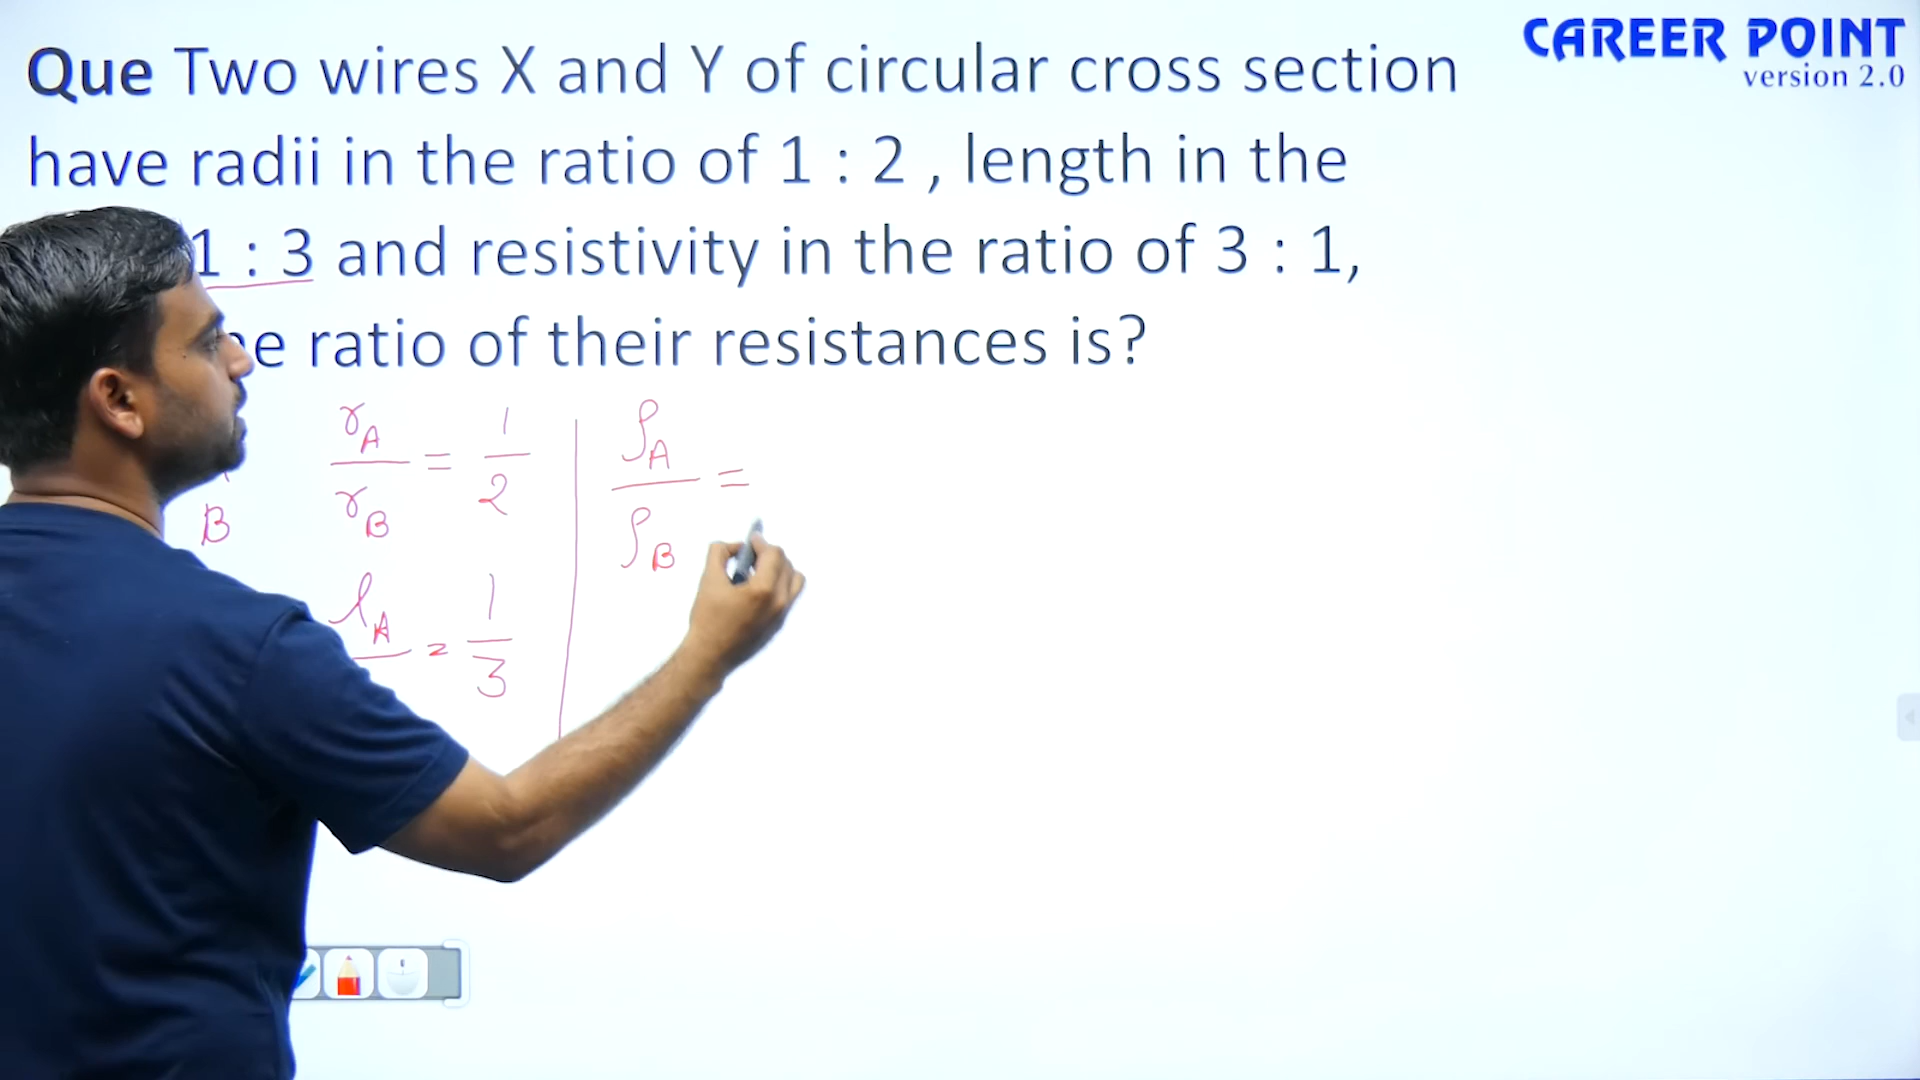 CAREER POINT
version 2.0
Que Two wires X and Y of circular cross section
have radii in the ratio of 1 : 2 , length in the
1 : 3 and resistivity in the ratio of 3 : 1,
ratio of their resistances is?
r_A / r_B = 1 / 2
B
l_A = 1 / 3
ρ_A / ρ_B =